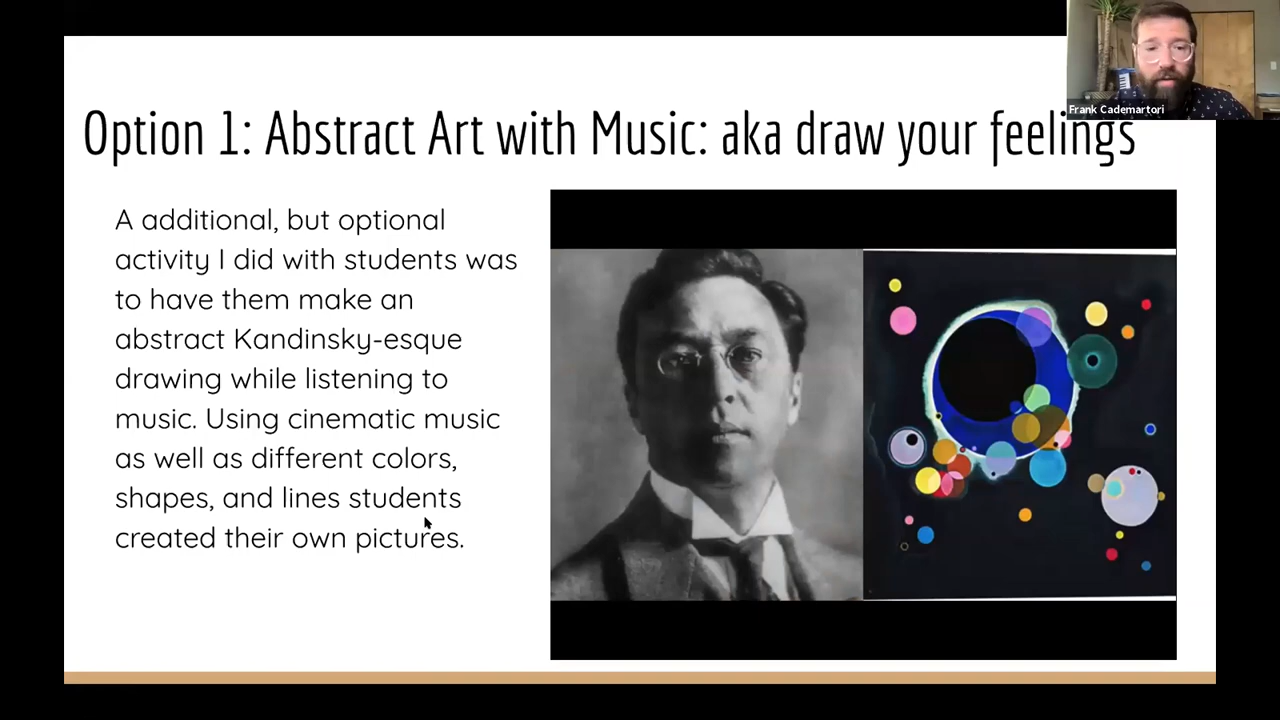 Frank Cademartori
Option 1: Abstract Art with Music: aka draw your feelings
A additional, but optional
activity I did with students was
to have them make an
abstract Kandinsky-esque
drawing while listening to
music. Using cinematic music
as well as different colors,
shapes, and lines students
created their own pictures.